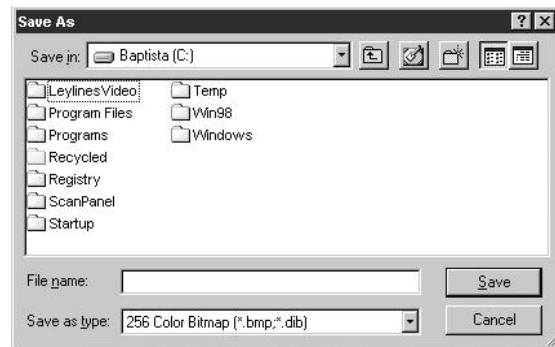 Save As
Save in: Baptista (C:)
LeylinesVideo Temp
Program Files Win98
Programs Windows
Recycled
Registry
ScanPanel
Startup
File name: Save
Save as type: 256 Color Bitmap (*.bmp;*.dib) Cancel